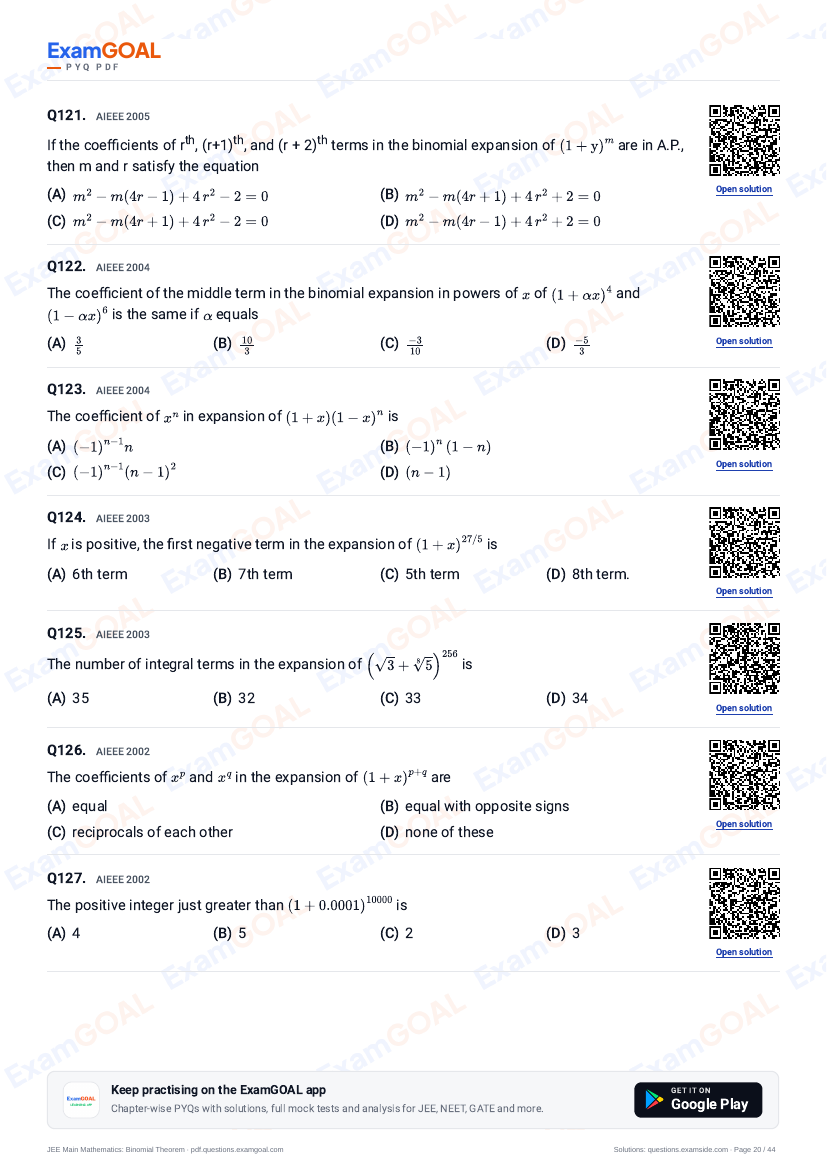 ExamGOAL
PYQ PDF
Q121. AIEEE 2005
If the coefficients of rth, (r+1)th, and (r + 2)th terms in the binomial expansion of (1 + y)^m are in A.P.,
then m and r satisfy the equation
(A) m² − m(4r − 1) + 4r² − 2 = 0 (B) m² − m(4r + 1) + 4r² + 2 = 0
(C) m² − m(4r + 1) + 4r² − 2 = 0 (D) m² − m(4r − 1) + 4r² + 2 = 0
Open solution
Q122. AIEEE 2004
The coefficient of the middle term in the binomial expansion in powers of x of (1 + αx)^4 and
(1 − αx)^6 is the same if α equals
(A) 3/5 (B) 10/3 (C) −3/10 (D) −5/3
Open solution
Q123. AIEEE 2004
The coefficient of x^n in expansion of (1 + x)(1 − x)^n is
(A) (−1)^{n−1}n (B) (−1)^n (1 − n)
(C) (−1)^{n−1}(n − 1)² (D) (n − 1)
Open solution
Q124. AIEEE 2003
If x is positive, the first negative term in the expansion of (1 + x)^{27/5} is
(A) 6th term (B) 7th term (C) 5th term (D) 8th term.
Open solution
Q125. AIEEE 2003
The number of integral terms in the expansion of (√3 + ⁸√5)^{256} is
(A) 35 (B) 32 (C) 33 (D) 34
Open solution
Q126. AIEEE 2002
The coefficients of x^p and x^q in the expansion of (1 + x)^{p+q} are
(A) equal (B) equal with opposite signs
(C) reciprocals of each other (D) none of these
Open solution
Q127. AIEEE 2002
The positive integer just greater than (1 + 0.0001)^{10000} is
(A) 4 (B) 5 (C) 2 (D) 3
Open solution
ExamGOAL
Keep practising on the ExamGOAL app
Chapter-wise PYQs with solutions, full mock tests and analysis for JEE, NEET, GATE and more.
GET IT ON
Google Play
JEE Main Mathematics: Binomial Theorem · pdf.questions.examgoal.com
Solutions: questions.examside.com · Page 20 / 44